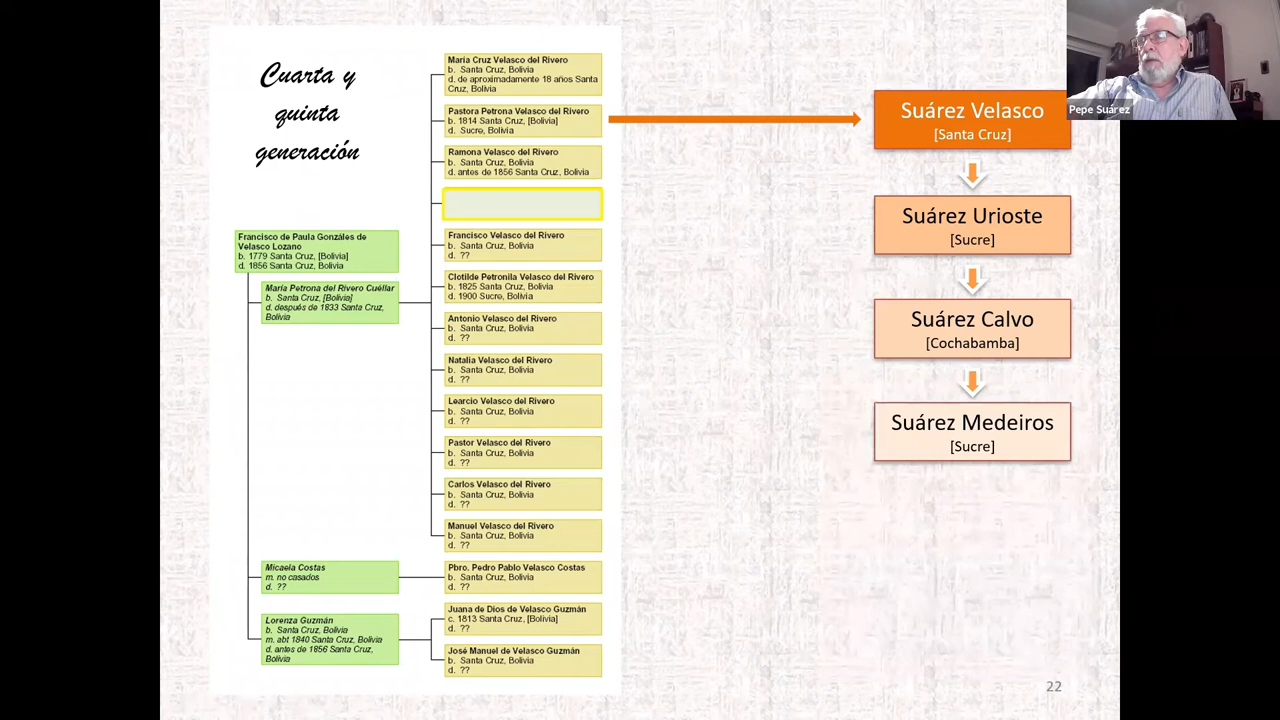 Cuarta y
quinta
generación
Francisco de Paula Gonzáles de
Velasco Lozano
b. 1779 Santa Cruz, [Bolivia]
d. 1856 Santa Cruz, Bolivia
María Petrona del Rivero Cuéllar
b. Santa Cruz, [Bolivia]
d. después de 1833 Santa Cruz,
Bolivia
María Cruz Velasco del Rivero
b. Santa Cruz, Bolivia
d. de aproximadamente 18 años Santa
Cruz, Bolivia
Pastora Petrona Velasco del Rivero
b. 1814 Santa Cruz, [Bolivia]
d. Sucre, Bolivia
Ramona Velasco del Rivero
b. Santa Cruz, Bolivia
d. antes de 1856 Santa Cruz, Bolivia
Francisco Velasco del Rivero
b. Santa Cruz, Bolivia
d. ??
Clotilde Petronila Velasco del Rivero
b. 1825 Santa Cruz, Bolivia
d. 1900 Sucre, Bolivia
Antonio Velasco del Rivero
b. Santa Cruz, Bolivia
d. ??
Natalia Velasco del Rivero
b. Santa Cruz, Bolivia
d. ??
Learcio Velasco del Rivero
b. Santa Cruz, Bolivia
d. ??
Pastor Velasco del Rivero
b. Santa Cruz, Bolivia
d. ??
Carlos Velasco del Rivero
b. Santa Cruz, Bolivia
d. ??
Manuel Velasco del Rivero
b. Santa Cruz, Bolivia
d. ??
Micaela Costas
m. no casados
d. ??
Pbro. Pedro Pablo Velasco Costas
b. Santa Cruz, Bolivia
d. ??
Lorenza Guzmán
b. Santa Cruz, Bolivia
m. abt 1840 Santa Cruz, Bolivia
d. antes de 1856 Santa Cruz,
Bolivia
Juana de Dios de Velasco Guzmán
c. 1813 Santa Cruz, [Bolivia]
d. ??
José Manuel de Velasco Guzmán
b. Santa Cruz, Bolivia
d. ??
Suárez Velasco
[Santa Cruz]
Suárez Urioste
[Sucre]
Suárez Calvo
[Cochabamba]
Suárez Medeiros
[Sucre]
Pepe Suárez
22